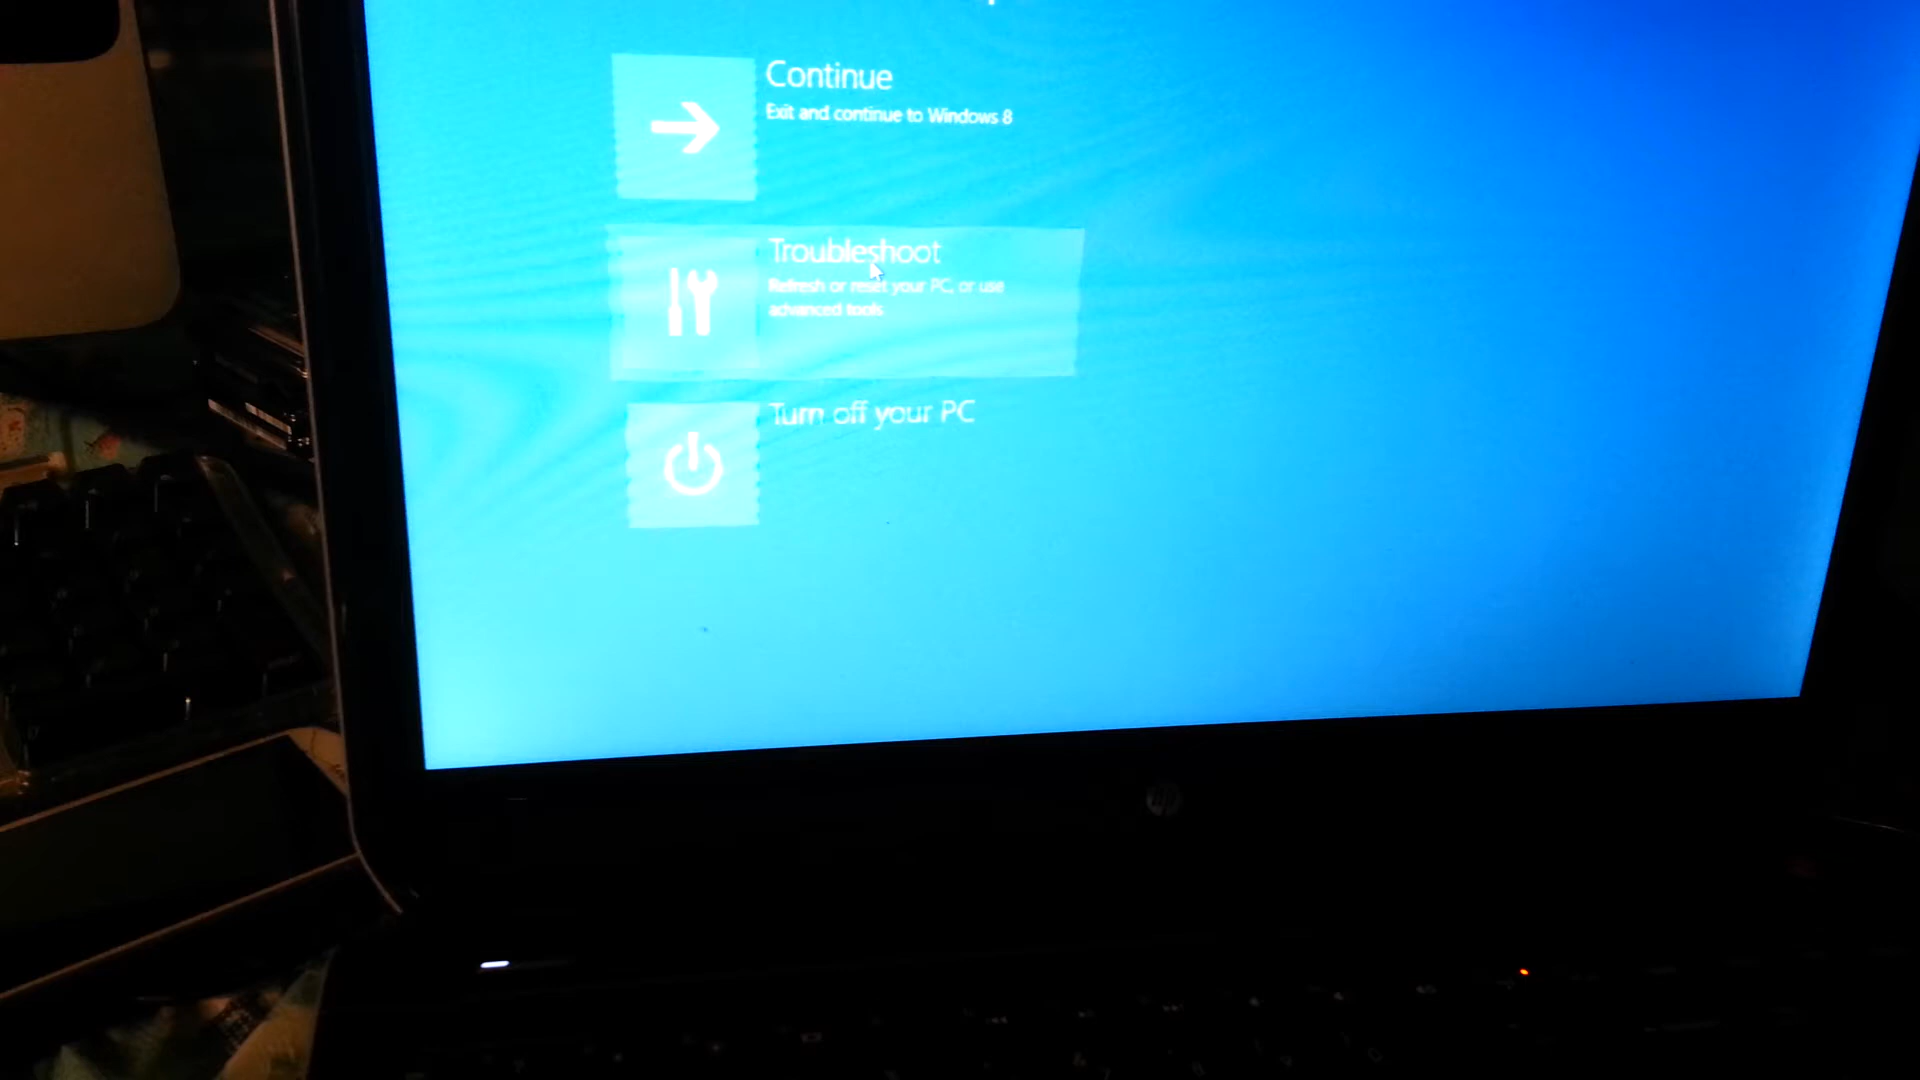 Continue
Exit and continue to Windows 8
Troubleshoot
Refresh or reset your PC, or use
advanced tools
Turn off your PC
hp